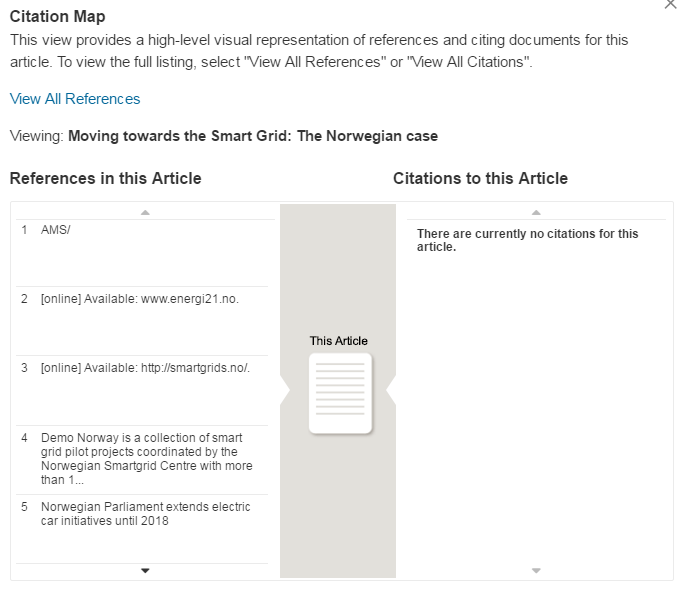 Citation Map
This view provides a high-level visual representation of references and citing documents for this
article. To view the full listing, select "View All References" or "View All Citations".
View All References
Viewing: Moving towards the Smart Grid: The Norwegian case
References in this Article
Citations to this Article
1 AMS/
2 [online] Available: www.energi21.no.
3 [online] Available: http://smartgrids.no/.
4 Demo Norway is a collection of smart
grid pilot projects coordinated by the
Norwegian Smartgrid Centre with more
than 1...
5 Norwegian Parliament extends electric
car initiatives until 2018
This Article
There are currently no citations for this
article.